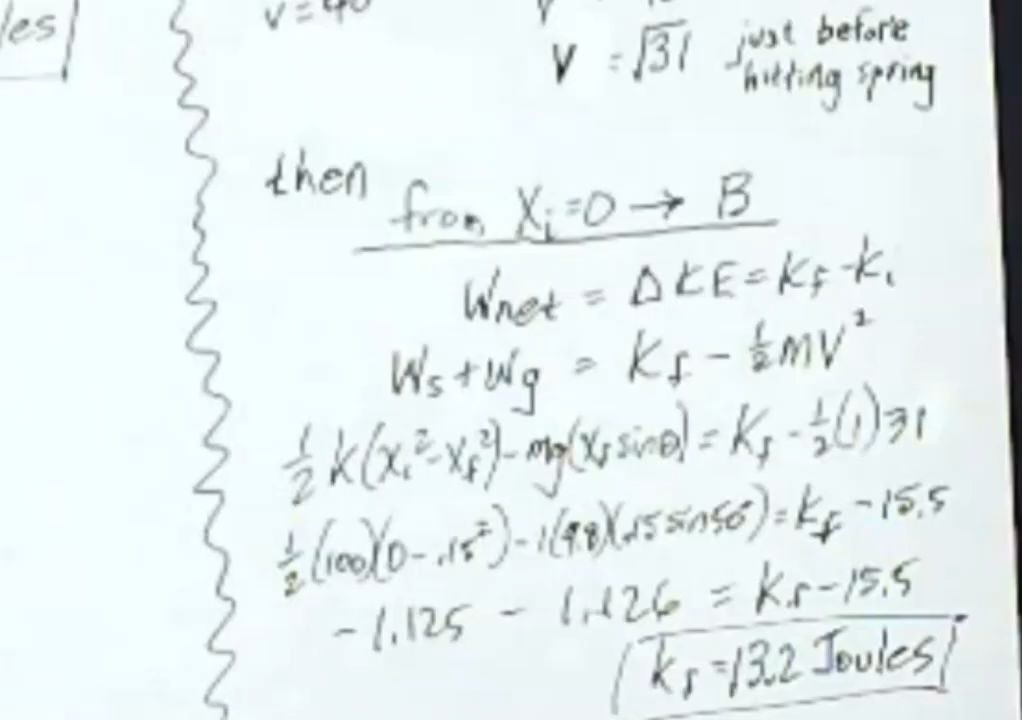 les
V = 40
V = √31 just before
hitting spring
then
from Xi = 0 → B
Wnet = ΔKE = Kf - Ki
Ws + Wg = Kf - ½mV²
½k(xi² - xf²) - mg(xf sinθ) = Kf - ½(1)31
½(100)(0 - .15²) - 1(9.8)(.15 sin50) = Kf - 15.5
-1.125 - 1.126 = Kf - 15.5
Kf = 13.2 Joules